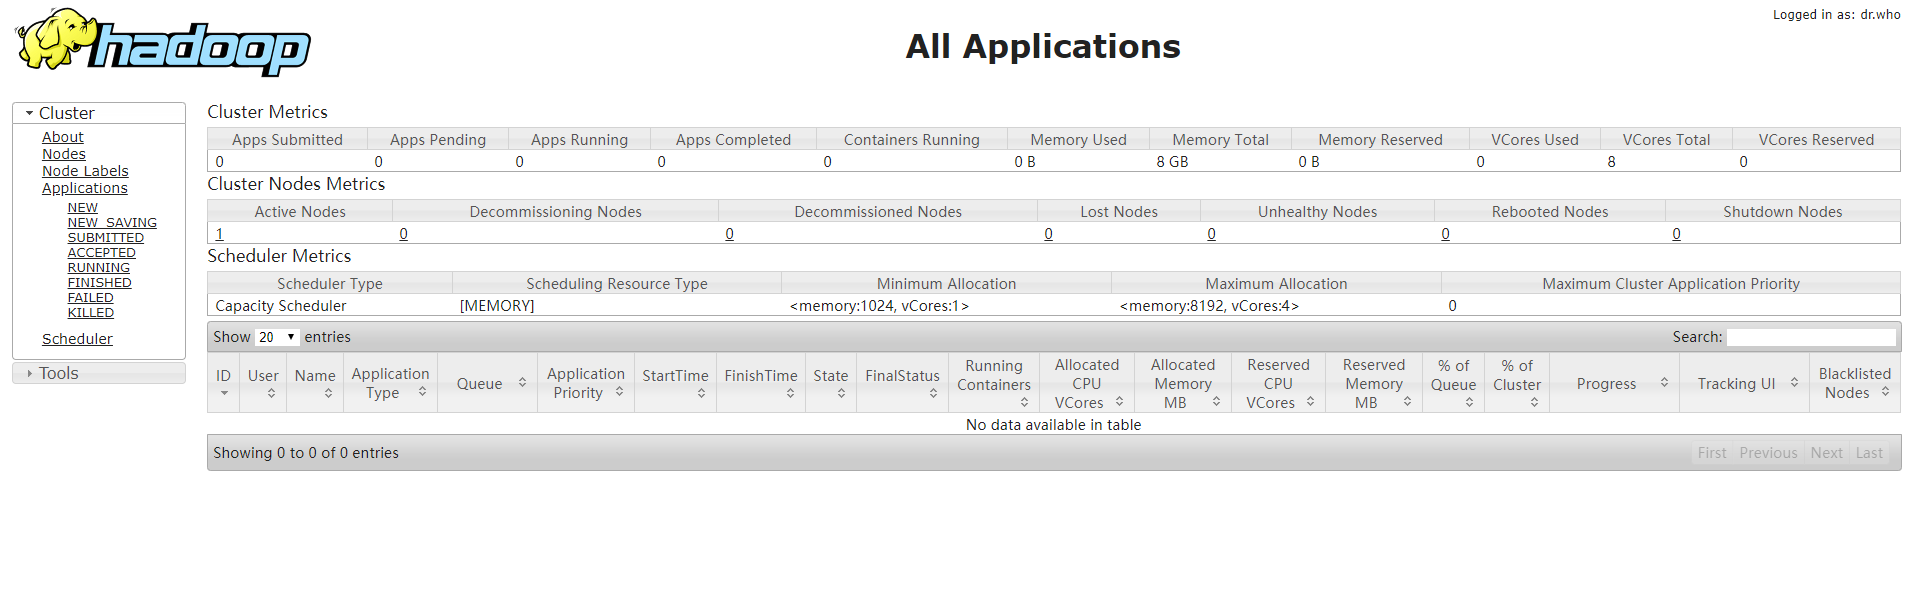 hadoop
Logged in as: dr.who
All Applications
Cluster
About
Nodes
Node Labels
Applications
NEW
NEW_SAVING
SUBMITTED
ACCEPTED
RUNNING
FINISHED
FAILED
KILLED
Scheduler
Tools
Cluster Metrics
Apps Submitted Apps Pending Apps Running Apps Completed Containers Running Memory Used Memory Total Memory Reserved VCores Used VCores Total VCores Reserved
0 0 0 0 0 0 B 8 GB 0 B 0 8 0
Cluster Nodes Metrics
Active Nodes Decommissioning Nodes Decommissioned Nodes Lost Nodes Unhealthy Nodes Rebooted Nodes Shutdown Nodes
1 0 0 0 0 0 0
Scheduler Metrics
Scheduler Type Scheduling Resource Type Minimum Allocation Maximum Allocation Maximum Cluster Application Priority
Capacity Scheduler [MEMORY] <memory:1024, vCores:1> <memory:8192, vCores:4> 0
Show 20 entries Search:
ID User Name Application Type Queue Application Priority StartTime FinishTime State FinalStatus Running Containers Allocated CPU VCores Allocated Memory MB Reserved CPU VCores Reserved Memory MB % of Queue % of Cluster Progress Tracking UI Blacklisted Nodes
No data available in table
Showing 0 to 0 of 0 entries First Previous Next Last